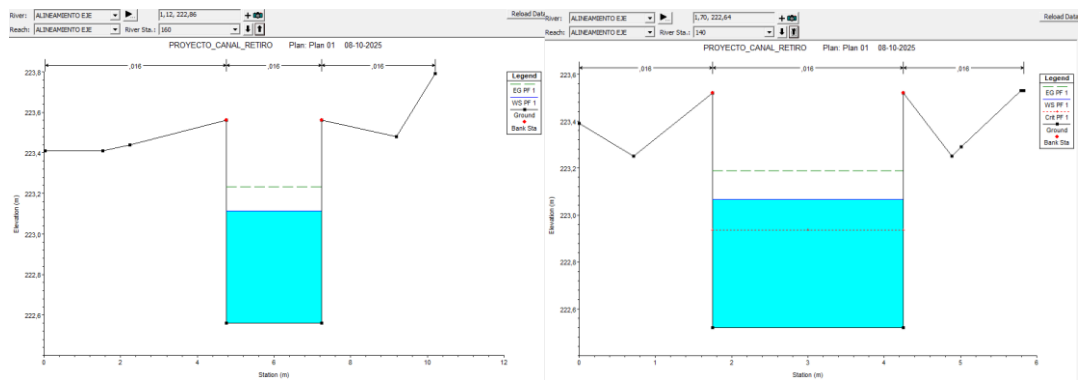 River: ALINEAMIENTO EJE 1,12, 222,86 Reload Data
Reach: ALINEAMIENTO EJE River Sta.: 160
PROYECTO_CANAL_RETIRO Plan: Plan 01 08-10-2025
,016 ,016 ,016
Legend
EG PF 1
WS PF 1
Ground
Bank Sta
223,8
223,6
223,4
223,2
223,0
222,8
222,6
Elevation (m)
0 2 4 6 8 10 12
Station (m)
River: ALINEAMIENTO EJE 1,70, 222,64 Reload Data
Reach: ALINEAMIENTO EJE River Sta.: 140
PROYECTO_CANAL_RETIRO Plan: Plan 01 08-10-2025
,016 ,016 ,016
Legend
EG PF 1
WS PF 1
Crit PF 1
Ground
Bank Sta
223,6
223,4
223,2
223,0
222,8
222,6
Elevation (m)
0 1 2 3 4 5 6
Station (m)